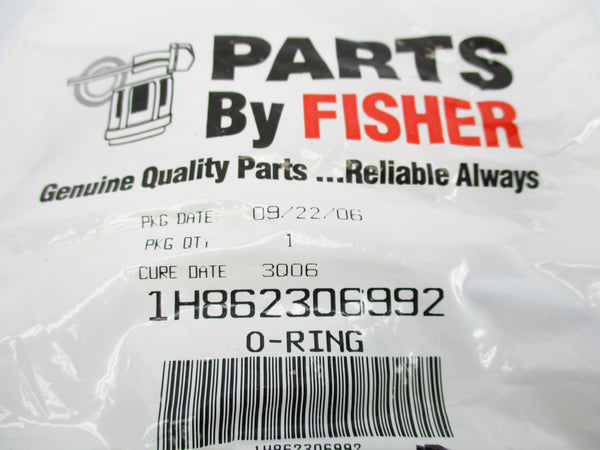 PARTS
By FISHER
Genuine Quality Parts ...Reliable Always
PKG DATE: 09/22/06
PKG QTY 1
CURE DATE 3Q06
1H862306992
O-RING
1H862306992